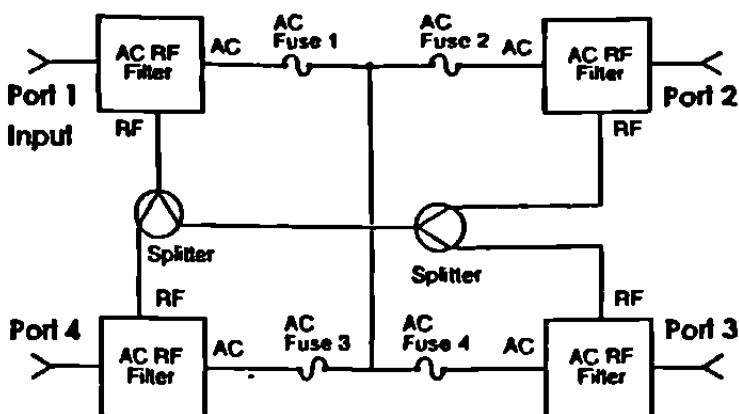 AC
Fuse 1
AC
Fuse 2
AC RF
Filter
AC
AC
AC RF
Filter
Port 1
Input
RF
Port 2
RF
Splitter
Splitter
RF
RF
Port 4
AC RF
Filter
AC
AC
Fuse 3
AC
Fuse 4
AC
AC RF
Filter
Port 3